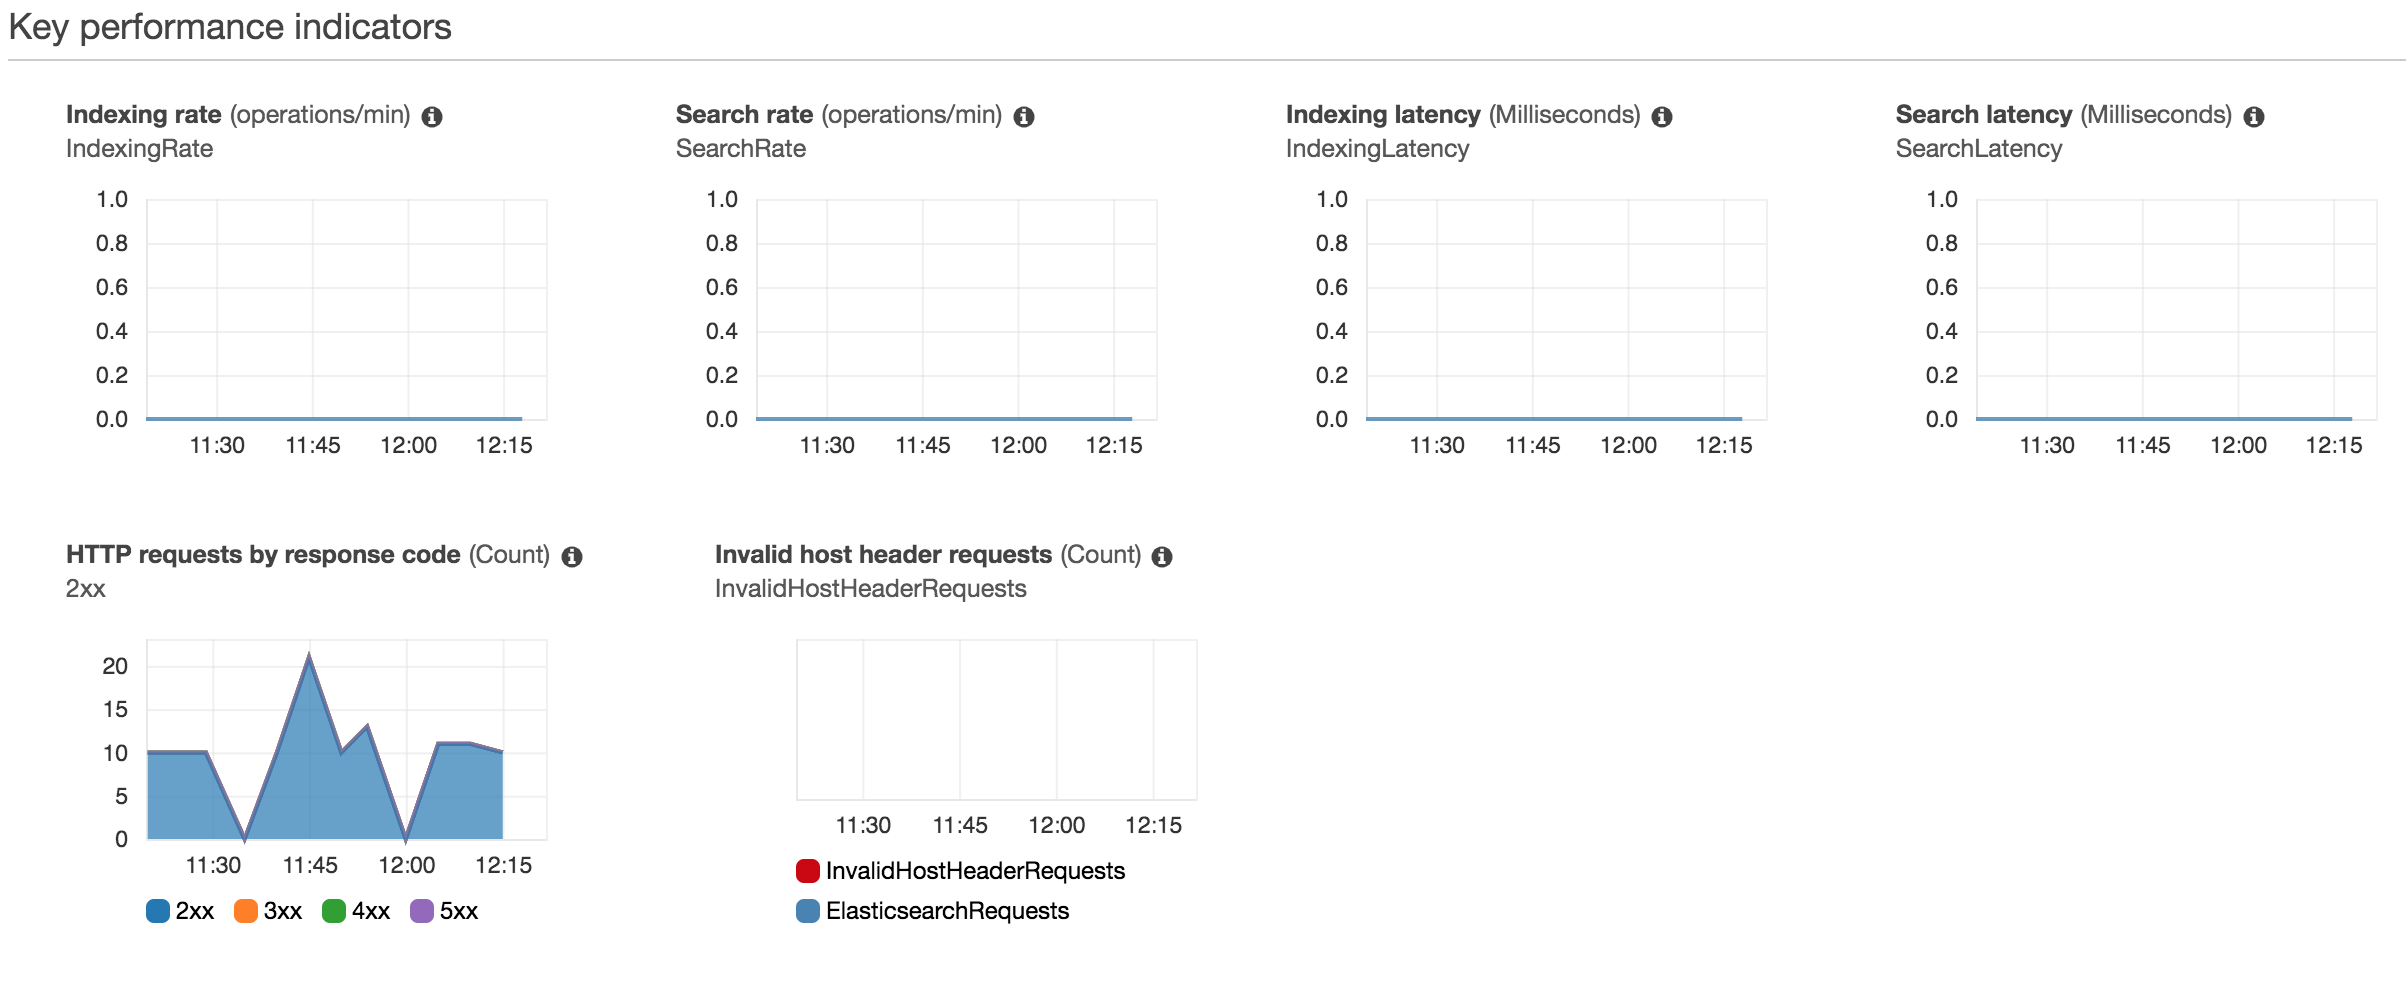 Key performance indicators
Indexing rate (operations/min)
IndexingRate
1.0
0.8
0.6
0.4
0.2
0.0
11:30 11:45 12:00 12:15
Search rate (operations/min)
SearchRate
1.0
0.8
0.6
0.4
0.2
0.0
11:30 11:45 12:00 12:15
Indexing latency (Milliseconds)
IndexingLatency
1.0
0.8
0.6
0.4
0.2
0.0
11:30 11:45 12:00 12:15
Search latency (Milliseconds)
SearchLatency
1.0
0.8
0.6
0.4
0.2
0.0
11:30 11:45 12:00 12:15
HTTP requests by response code (Count)
2xx
20
15
10
5
0
11:30 11:45 12:00 12:15
2xx 3xx 4xx 5xx
Invalid host header requests (Count)
InvalidHostHeaderRequests
11:30 11:45 12:00 12:15
InvalidHostHeaderRequests
ElasticsearchRequests